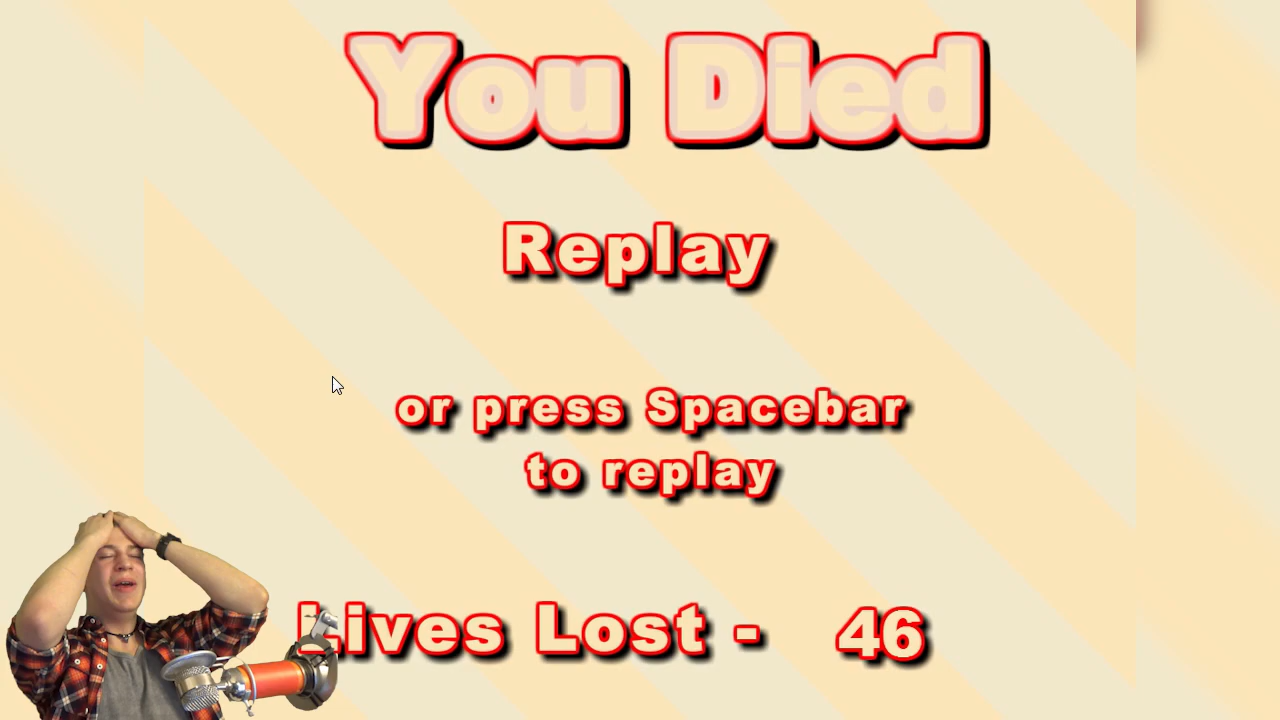 You Died
Replay
or press Spacebar
to replay
Lives Lost - 46